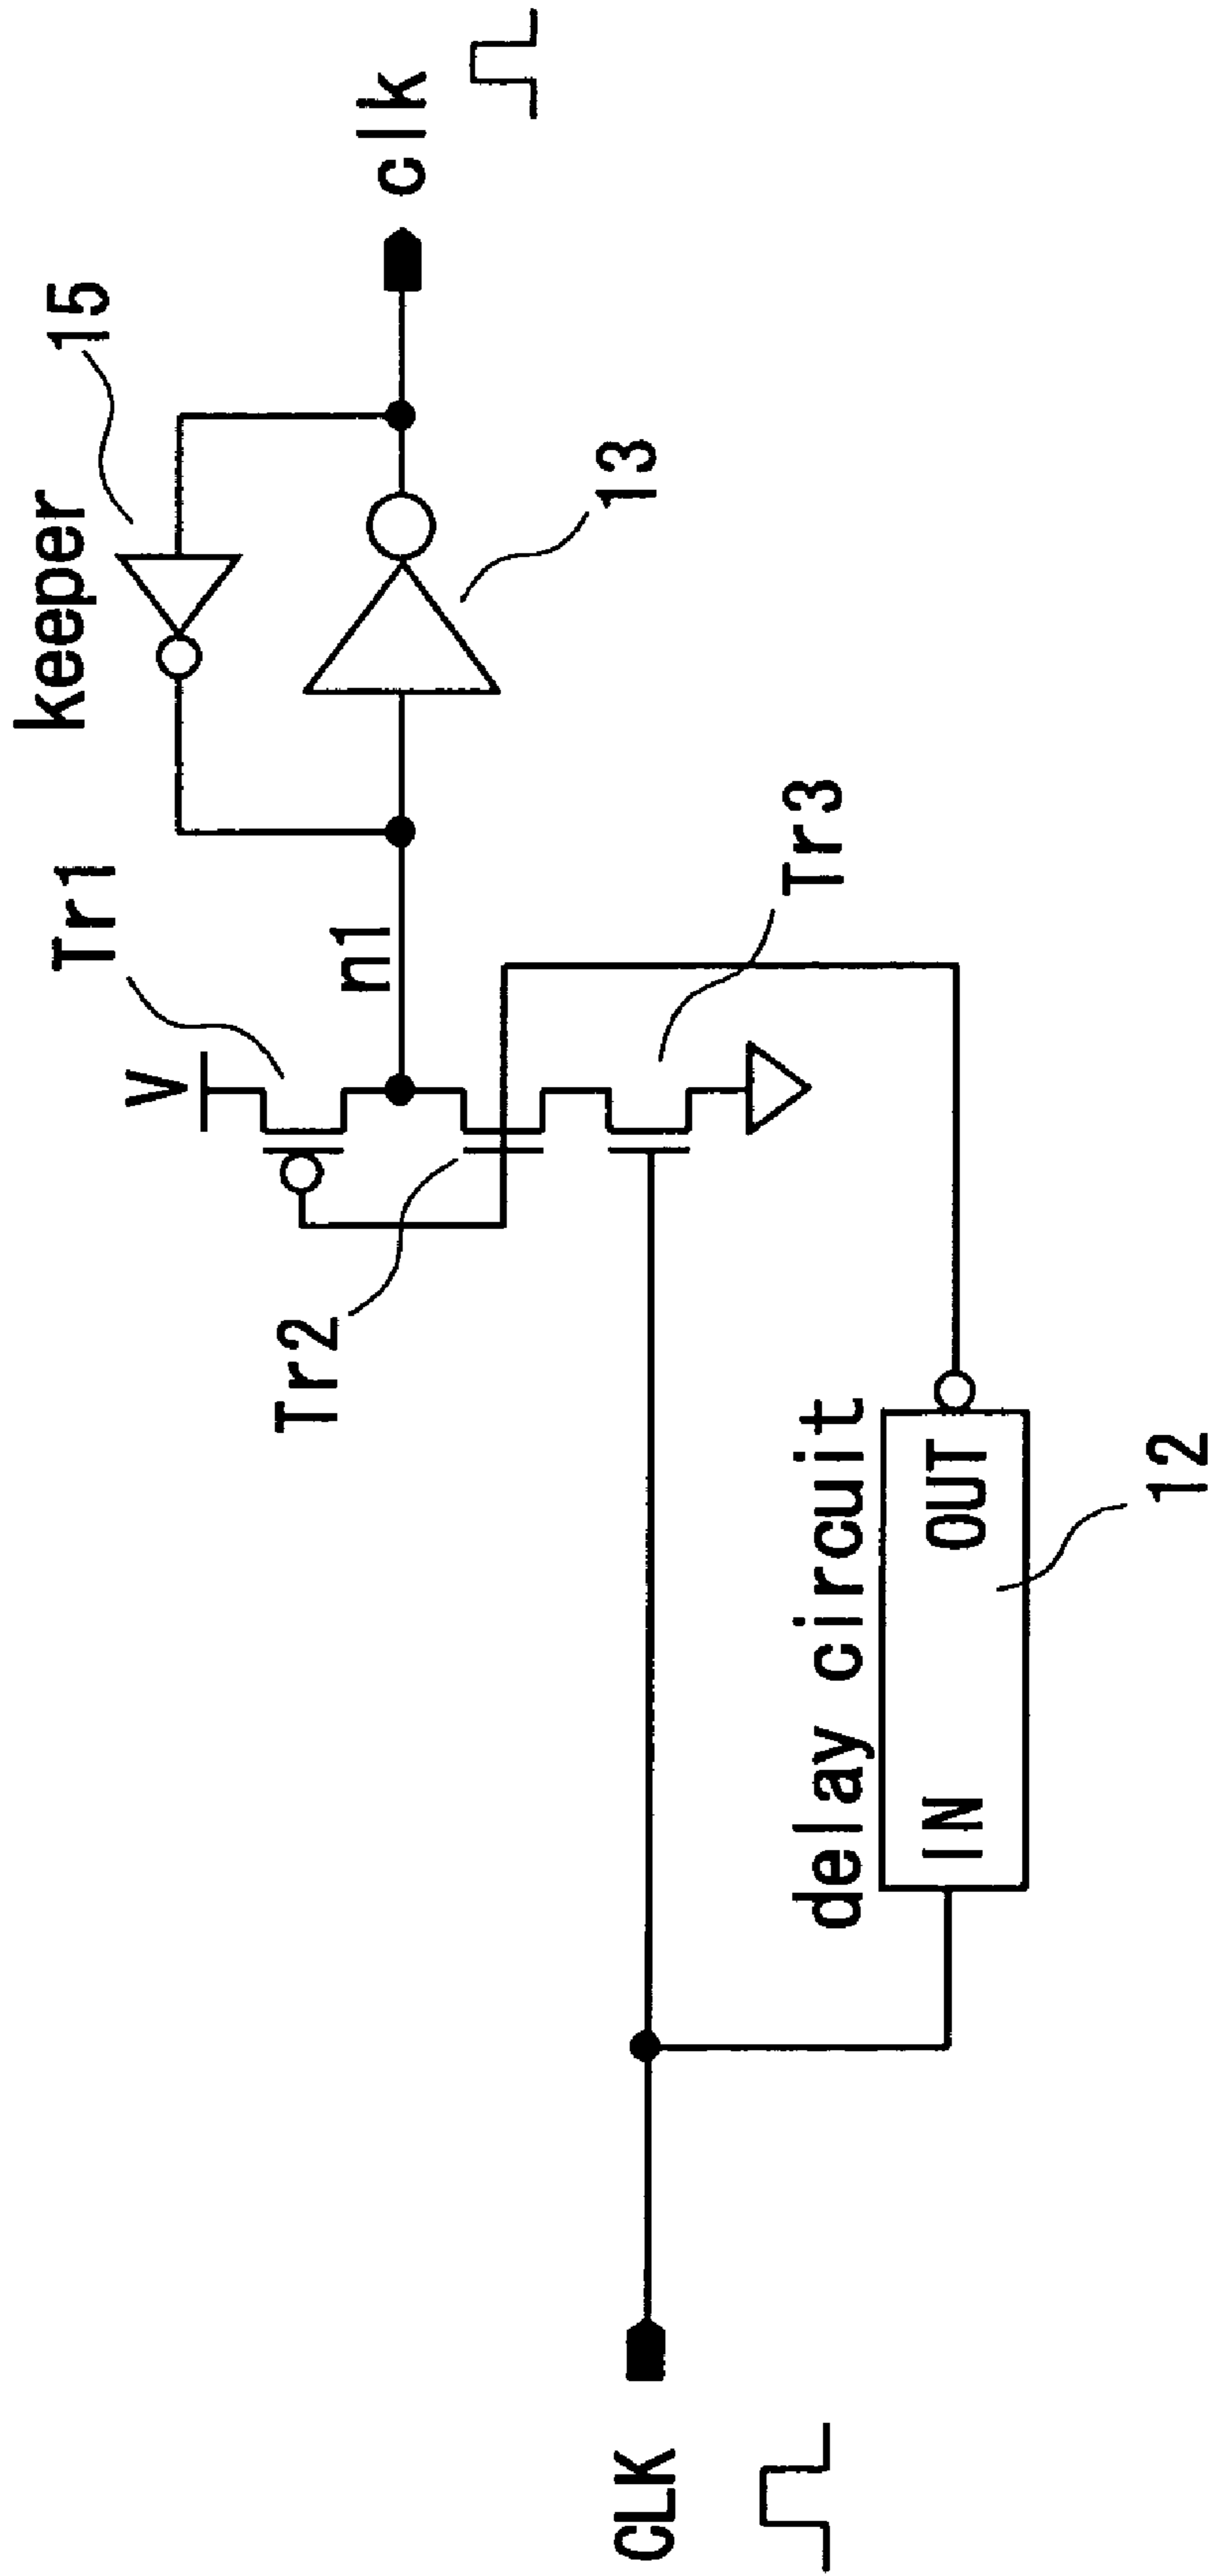 keeper
15
Tr1
V
n1
clk
13
Tr2
Tr3
CLK
delay circuit
IN
OUT
12